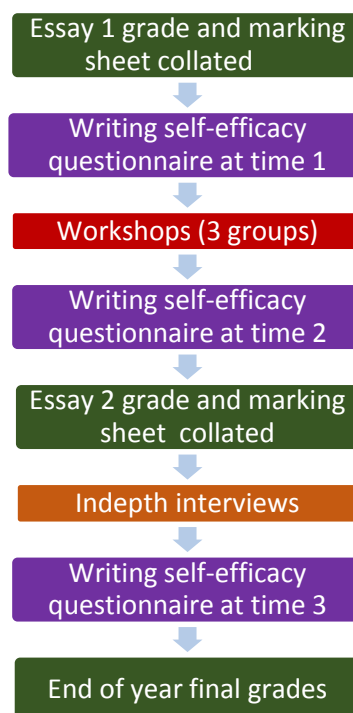 Essay 1 grade and marking
sheet collated
Writing self-efficacy
questionnaire at time 1
Workshops (3 groups)
Writing self-efficacy
questionnaire at time 2
Essay 2 grade and marking
sheet collated
Indepth interviews
Writing self-efficacy
questionnaire at time 3
End of year final grades